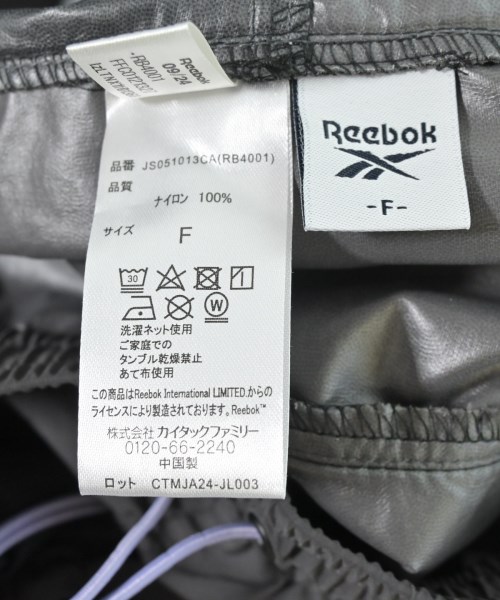 Reebok
09/24
RB4001
品番 JS051013CA(RB4001)
品質
ナイロン 100%
サイズ F
30
W
洗濯ネット使用
ご家庭での
タンブル乾燥禁止
あて布使用
この商品はReebok International LIMITED.からの
ライセンスにより製造されております。Reebok™
株式会社 カイタックファミリー
0120-66-2240
中国製
ロット CTMJA24-JL003
Reebok
-F-